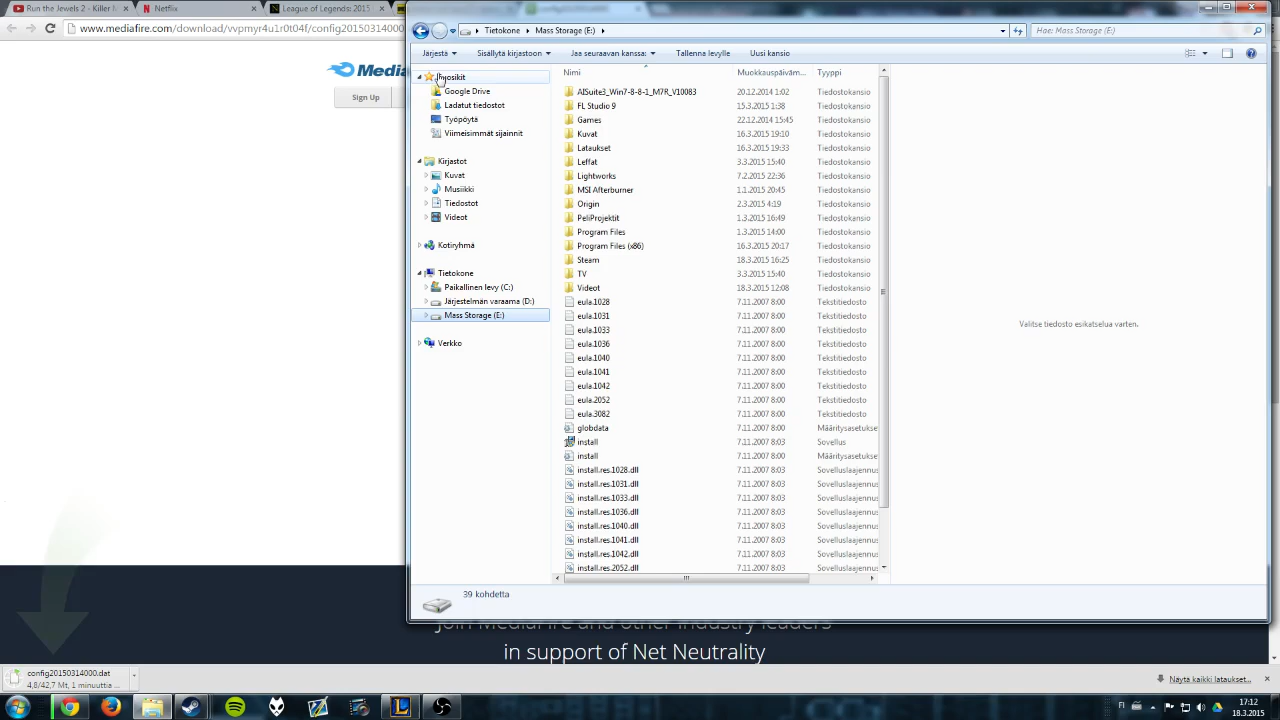 Run the Jewels 2 - Killer M
Netflix
League of Legends 2015
www.mediafire.com/download/vvpmyr4u1r0t04f/config2015031400
Media
Sign Up
Tietokone
Mass Storage (E:)
Hae: Mass Storage (E:)
Järjestä
Sisällytä kirjastoon
Jaa seuraavan kanssa:
Tallenna levylle
Uusi kansio
Suosikit
Google Drive
Ladatut tiedostot
Työpöytä
Viimeisimmät sijainnit
Kirjastot
Kuvat
Musiikki
Tiedostot
Videot
Kotiryhmä
Tietokone
Paikallinen levy (C:)
Järjestelmän varaama (D:)
Mass Storage (E:)
Verkko
Nimi Muokkauspäiväm... Tyyppi
AISuite3_Win7-8-8-1_M7R_V10083 20.12.2014 1:02 Tiedostokansio
FL Studio 9 15.3.2015 1:38 Tiedostokansio
Games 22.12.2014 15:45 Tiedostokansio
Kuvat 16.3.2015 19:10 Tiedostokansio
Lataukset 16.3.2015 19:33 Tiedostokansio
Leffat 3.3.2015 15:40 Tiedostokansio
Lightworks 7.2.2015 22:36 Tiedostokansio
MSI Afterburner 1.1.2015 20:45 Tiedostokansio
Origin 2.3.2015 4:19 Tiedostokansio
PeliProjektit 1.3.2015 16:49 Tiedostokansio
Program Files 1.3.2015 14:00 Tiedostokansio
Program Files (x86) 16.3.2015 20:17 Tiedostokansio
Steam 18.3.2015 16:25 Tiedostokansio
TV 3.3.2015 15:40 Tiedostokansio
Videot 18.3.2015 12:08 Tiedostokansio
eula.1028 7.11.2007 8:00 Tekstitiedosto
eula.1031 7.11.2007 8:00 Tekstitiedosto
eula.1033 7.11.2007 8:00 Tekstitiedosto
eula.1036 7.11.2007 8:00 Tekstitiedosto
eula.1040 7.11.2007 8:00 Tekstitiedosto
eula.1041 7.11.2007 8:00 Tekstitiedosto
eula.1042 7.11.2007 8:00 Tekstitiedosto
eula.2052 7.11.2007 8:00 Tekstitiedosto
eula.3082 7.11.2007 8:00 Tekstitiedosto
globdata 7.11.2007 8:00 Määritysasetukse
install 7.11.2007 8:03 Sovellus
install 7.11.2007 8:00 Määritysasetukse
install.res.1028.dll 7.11.2007 8:03 Sovelluslaajennus
install.res.1031.dll 7.11.2007 8:03 Sovelluslaajennus
install.res.1033.dll 7.11.2007 8:03 Sovelluslaajennus
install.res.1036.dll 7.11.2007 8:03 Sovelluslaajennus
install.res.1040.dll 7.11.2007 8:03 Sovelluslaajennus
install.res.1041.dll 7.11.2007 8:03 Sovelluslaajennus
install.res.1042.dll 7.11.2007 8:03 Sovelluslaajennus
install.res.2052.dll 7.11.2007 8:03 Sovelluslaajennus
Valitse tiedosto esikatselua varten.
39 kohdetta
Join MediaFire and other industry leaders
in support of Net Neutrality
config20150314000.dat
4,8/42,7 Mt, 1 minuuttia ...
Näytä kaikki lataukset...
FI
17:12
18.3.2015